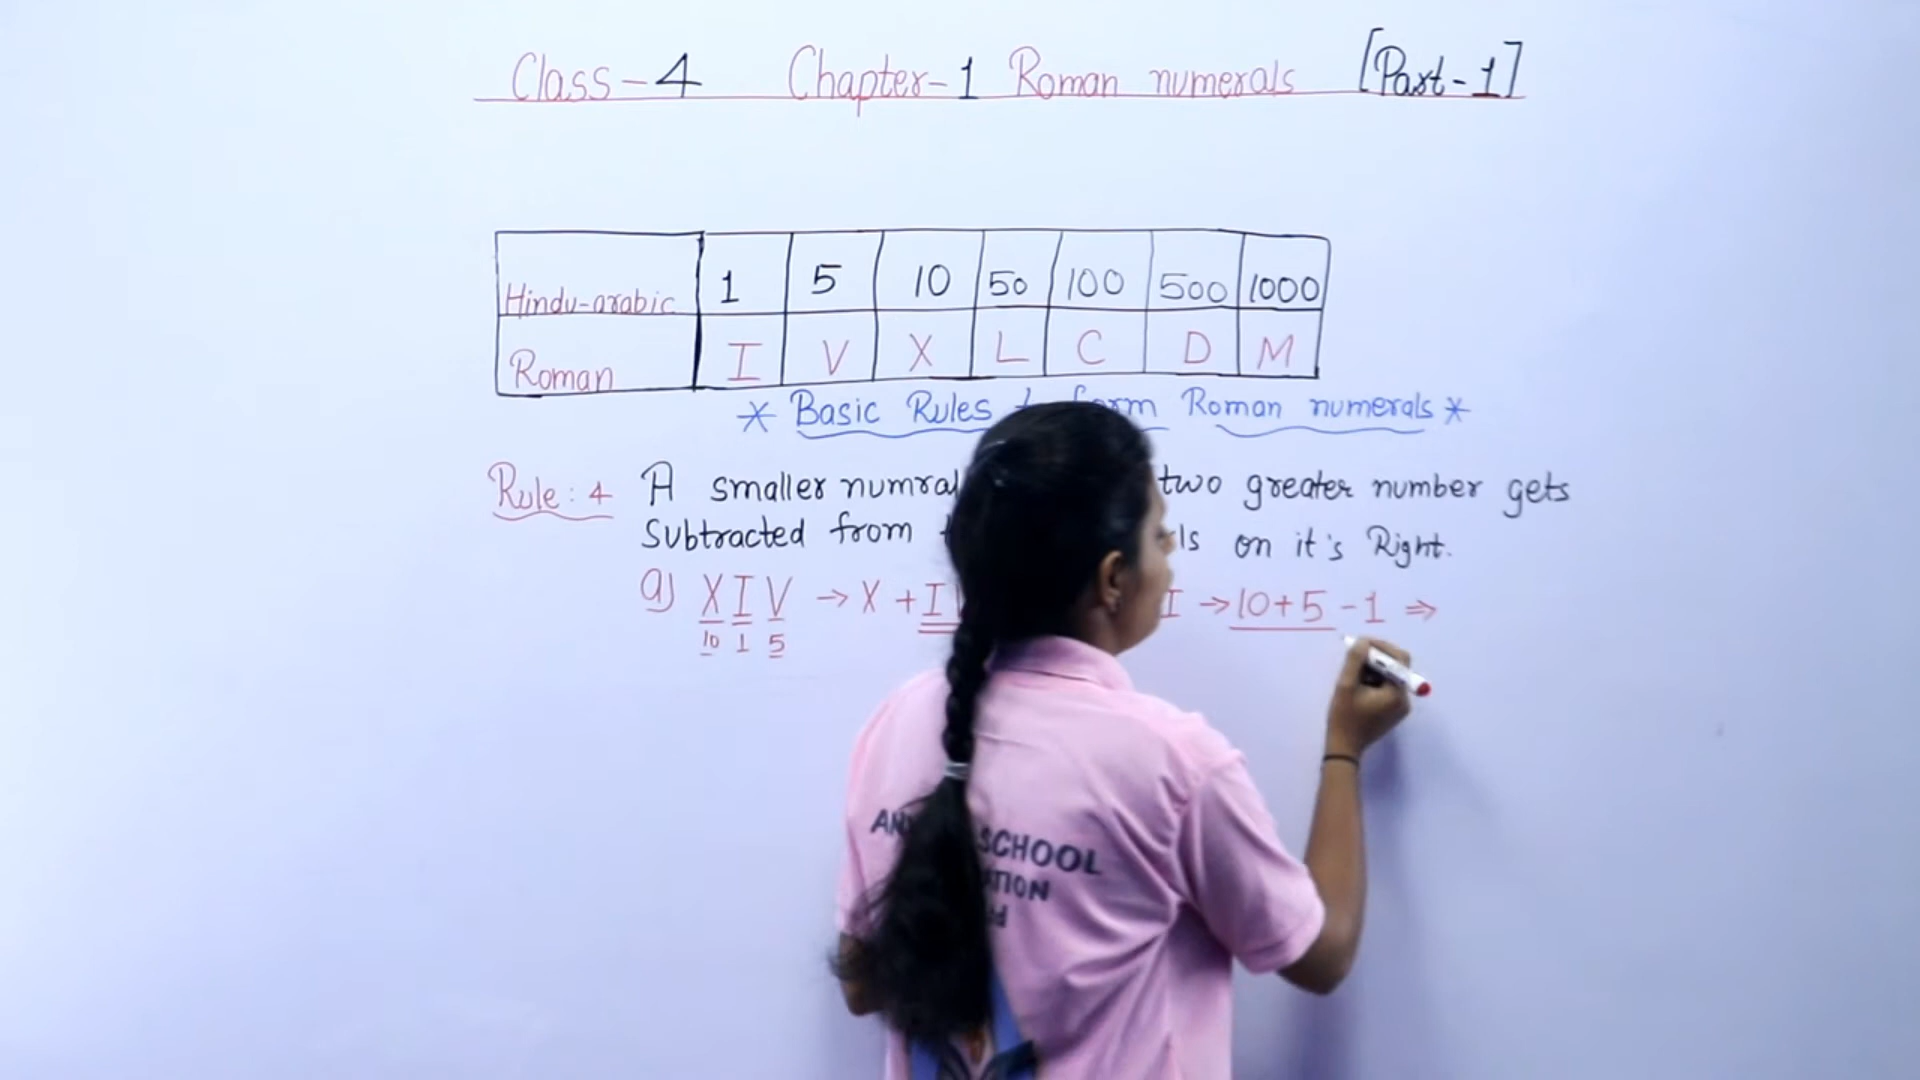 Class-4 Chapter-1 Roman numerals [Part-1]
Hindu-arabic 1 5 10 50 100 500 1000
Roman I V X L C D M
* Basic Rules form Roman numerals *
Rule: 4 A smaller numral two greater number gets
Subtracted from on it's Right.
a) X I V → X + I I → 10+5 -1 ⇒
10 1 5
SCHOOL